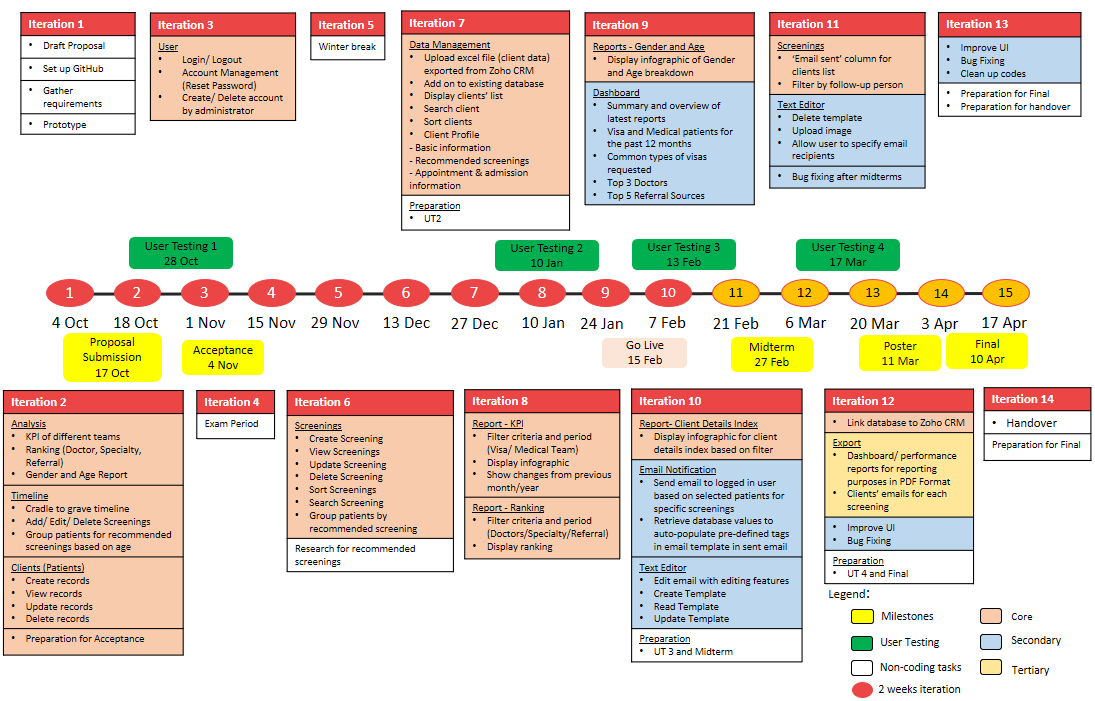 Iteration 1
• Draft Proposal
• Set up GitHub
• Gather
requirements
• Prototype
Iteration 3
User
• Login/ Logout
• Account Management
(Reset Password)
• Create/ Delete account
by administrator
Iteration 5
Winter break
Iteration 7
Data Management
• Upload excel file (client data)
exported from Zoho CRM
• Add on to existing database
• Display clients' list
• Search client
• Sort clients
• Client Profile
- Basic information
- Recommended screenings
- Appointment & admission
information
Preparation
• UT2
Iteration 9
Reports - Gender and Age
• Display infographic of Gender
and Age breakdown
Dashboard
• Summary and overview of
latest reports
• Visa and Medical patients for
the past 12 months
• Common types of visas
requested
• Top 3 Doctors
• Top 5 Referral Sources
Iteration 11
Screenings
• 'Email sent' column for
clients list
• Filter by follow-up person
Text Editor
• Delete template
• Upload image
• Allow user to specify email
recipients
• Bug fixing after midterms
Iteration 13
• Improve UI
• Bug Fixing
• Clean up codes
• Preparation for Final
• Preparation for handover
User Testing 1
28 Oct
User Testing 2
10 Jan
User Testing 3
13 Feb
User Testing 4
17 Mar
1 2 3 4 5 6 7 8 9 10 11 12 13 14 15
4 Oct 18 Oct 1 Nov 15 Nov 29 Nov 13 Dec 27 Dec 10 Jan 24 Jan 7 Feb 21 Feb 6 Mar 20 Mar 3 Apr 17 Apr
Proposal
Submission
17 Oct
Acceptance
4 Nov
Go Live
15 Feb
Midterm
27 Feb
Poster
11 Mar
Final
10 Apr
Iteration 2
Analysis
• KPI of different teams
• Ranking (Doctor, Specialty,
Referral)
• Gender and Age Report
Timeline
• Cradle to grave timeline
• Add/ Edit/ Delete Screenings
• Group patients for recommended
screenings based on age
Clients (Patients)
• Create records
• View records
• Update records
• Delete records
• Preparation for Acceptance
Iteration 4
Exam Period
Iteration 6
Screenings
• Create Screening
• View Screenings
• Update Screening
• Delete Screening
• Sort Screenings
• Search Screening
• Group patients by
recommended screening
Research for recommended
screenings
Iteration 8
Report - KPI
• Filter criteria and period
(Visa/ Medical Team)
• Display infographic
• Show changes from previous
month/year
Report - Ranking
• Filter criteria and period
(Doctors/Specialty/Referral)
• Display ranking
Iteration 10
Report- Client Details Index
• Display infographic for client
details index based on filter
Email Notification
• Send email to logged in user
based on selected patients for
specific screenings
• Retrieve database values to
auto-populate pre-defined tags
in email template in sent email
Text Editor
• Edit email with editing features
• Create Template
• Read Template
• Update Template
Preparation
• UT 3 and Midterm
Iteration 12
• Link database to Zoho CRM
Export
• Dashboard/ performance
reports for reporting
purposes in PDF Format
• Clients' emails for each
screening
• Improve UI
• Bug Fixing
Preparation
• UT 4 and Final
Iteration 14
• Handover
Preparation for Final
Legend:
Milestones
User Testing
Non-coding tasks
2 weeks iteration
Core
Secondary
Tertiary